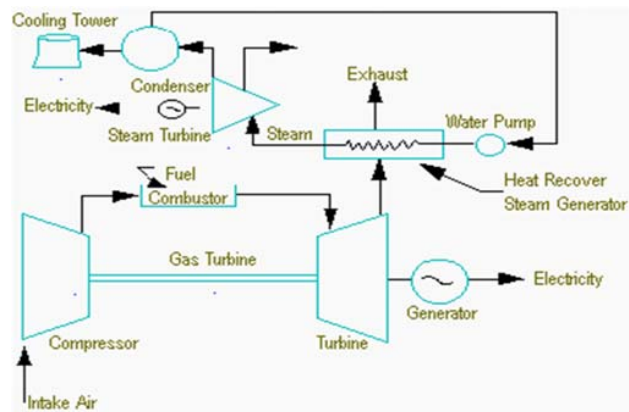 Cooling Tower
Condenser
Exhaust
Electricity
Steam Turbine
Steam
Water Pump
Heat Recover
Steam Generator
Fuel
Combustor
Gas Turbine
Electricity
Generator
Compressor
Turbine
Intake Air